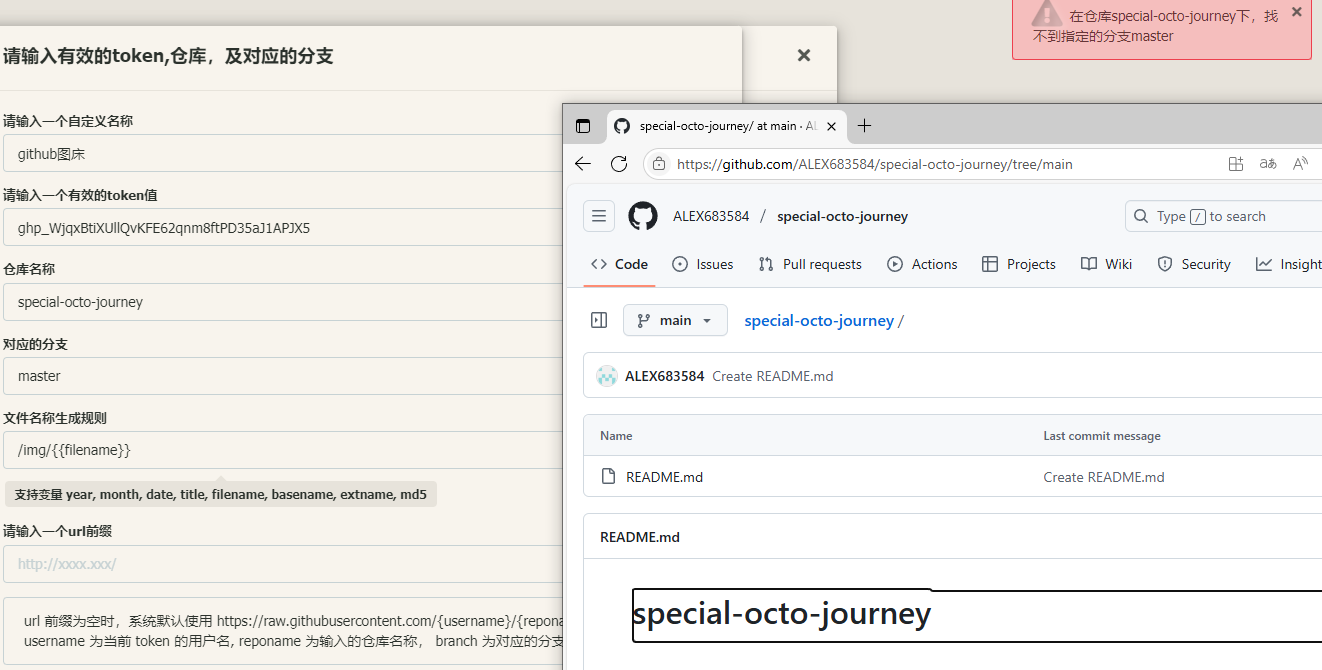 在仓库special-octo-journey下，找
不到指定的分支master
请输入有效的token,仓库，及对应的分支
请输入一个自定义名称
github图床
请输入一个有效的token值
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
仓库名称
special-octo-journey
对应的分支
master
文件名称生成规则
/img/{{filename}}
支持变量 year, month, date, title, filename, basename, extname, md5
请输入一个url前缀
http://xxxx.xxx/
url 前缀为空时，系统默认使用 https://raw.githubusercontent.com/{username}/{repona
username 为当前 token 的用户名, reponame 为输入的仓库名称， branch 为对应的分支
special-octo-journey/ at main · AL
https://github.com/ALEX683584/special-octo-journey/tree/main
ALEX683584 / special-octo-journey
Type / to search
Code Issues Pull requests Actions Projects Wiki Security Insight
main special-octo-journey /
ALEX683584 Create README.md
Name Last commit message
README.md Create README.md
README.md
special-octo-journey